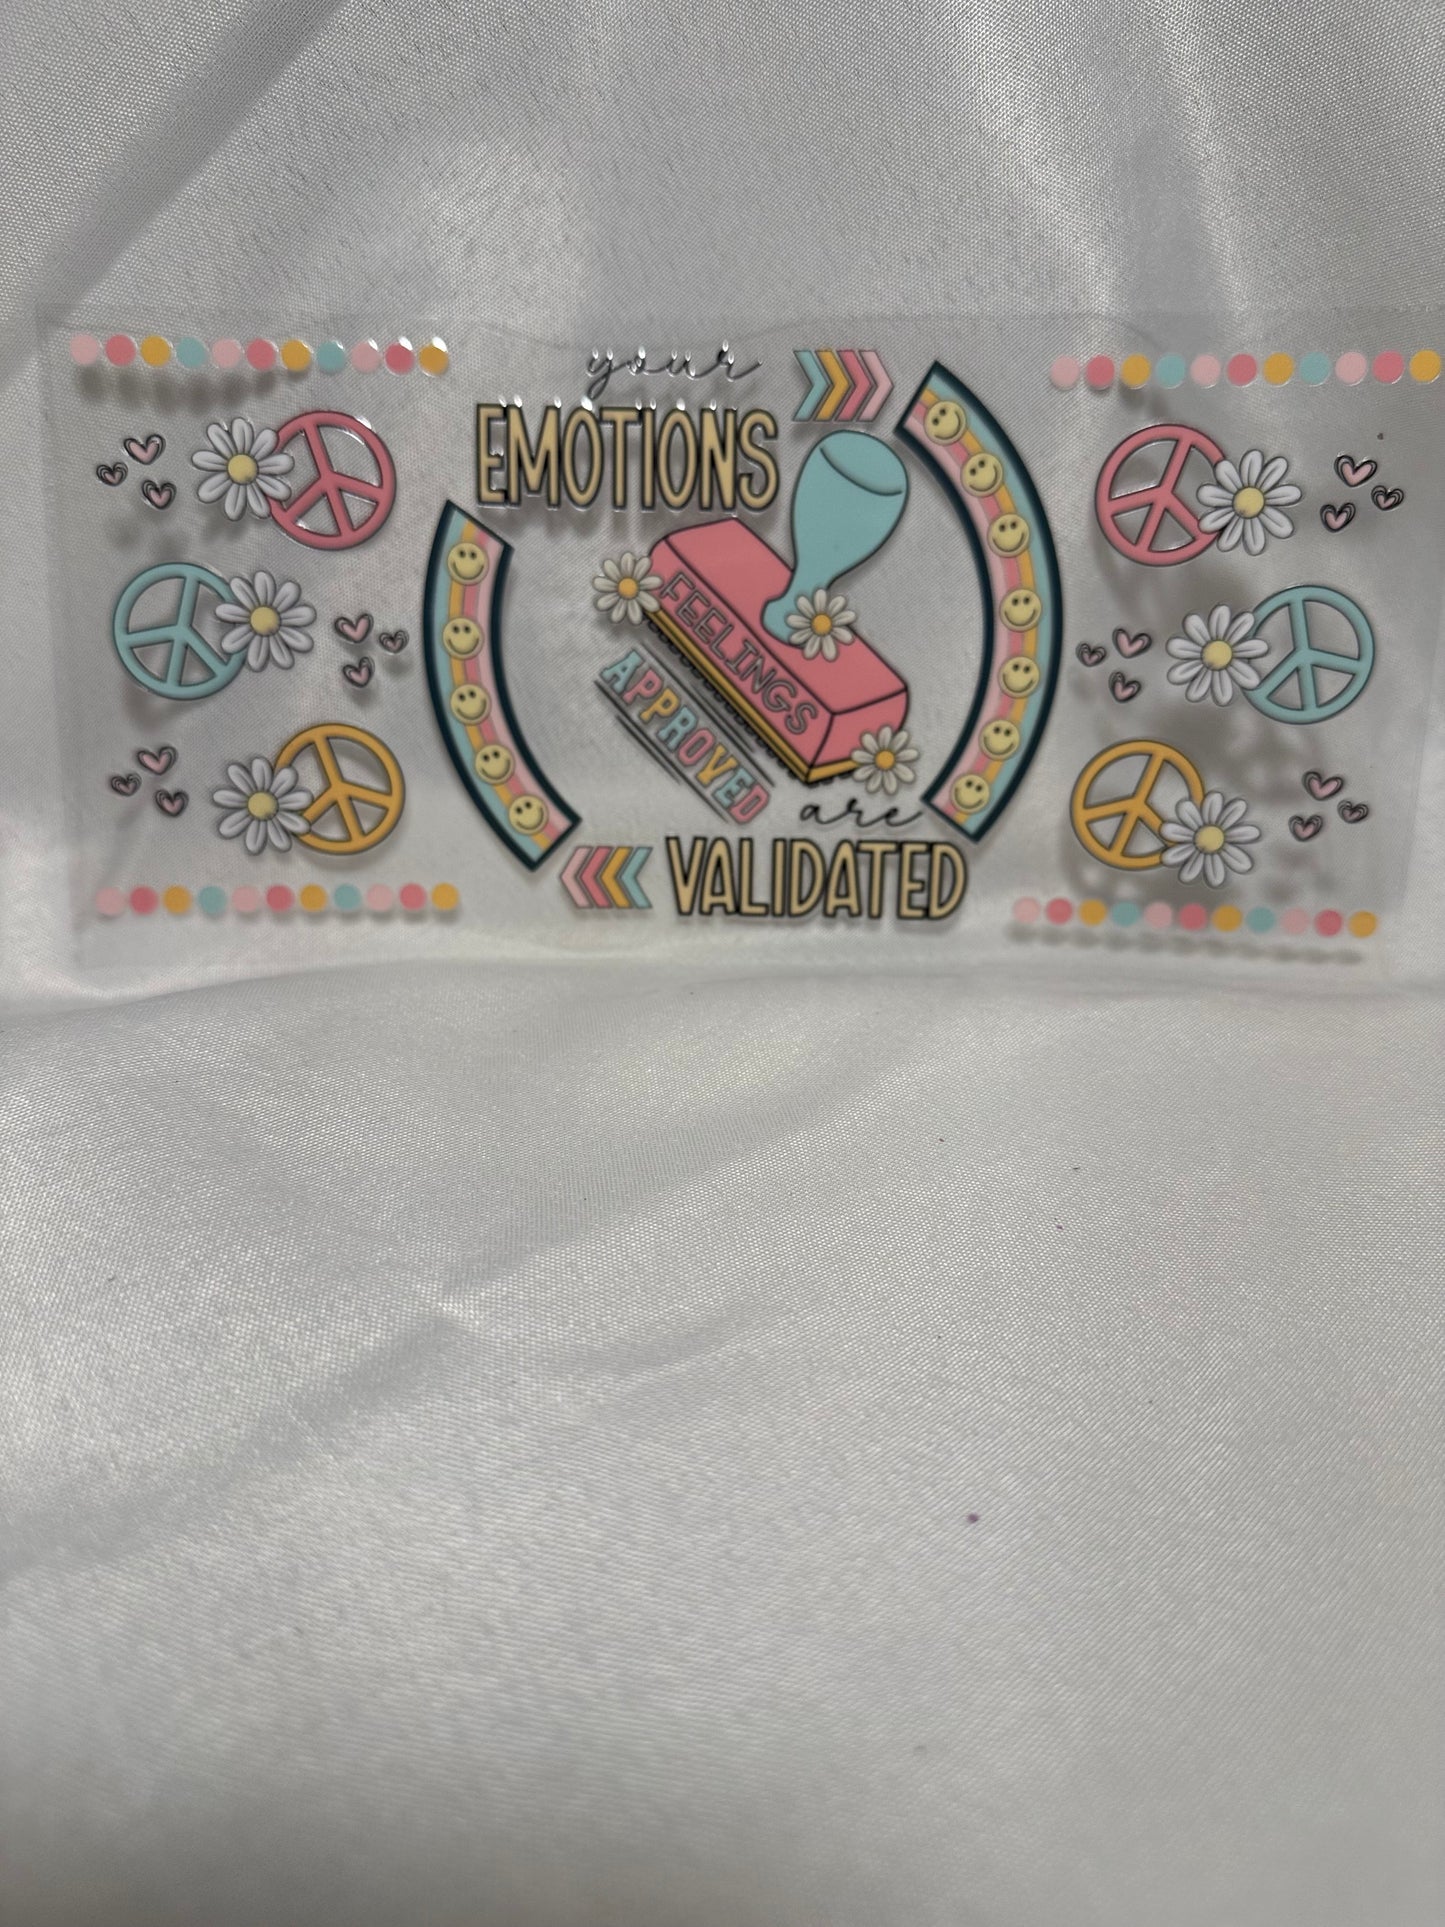 your
EMOTIONS
FEELINGS
APPROVED
are
VALIDATED